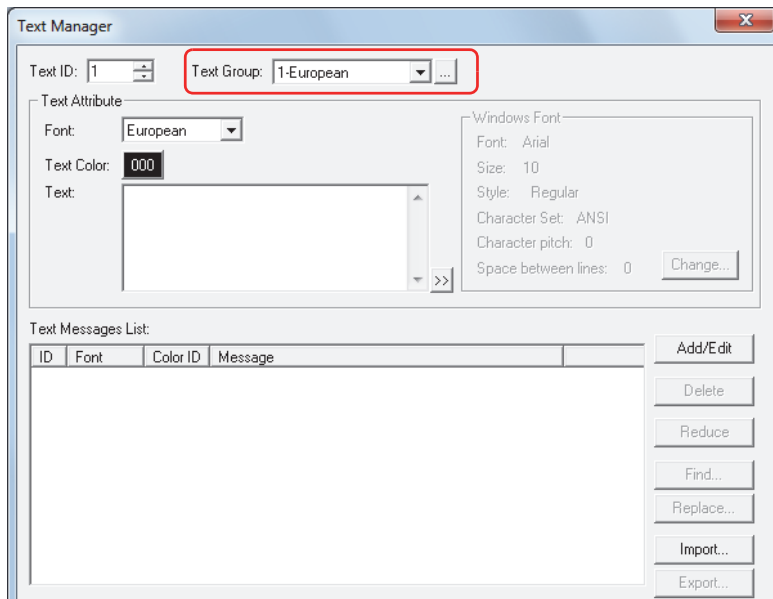 Text Manager
Text ID: 1 Text Group: 1-European ...
Text Attribute
Font: European
Text Color: 000
Text:
>>
Windows Font
Font: Arial
Size: 10
Style: Regular
Character Set: ANSI
Character pitch: 0
Space between lines: 0 Change...
Text Messages List:
ID Font Color ID Message
Add/Edit
Delete
Reduce
Find...
Replace...
Import...
Export...